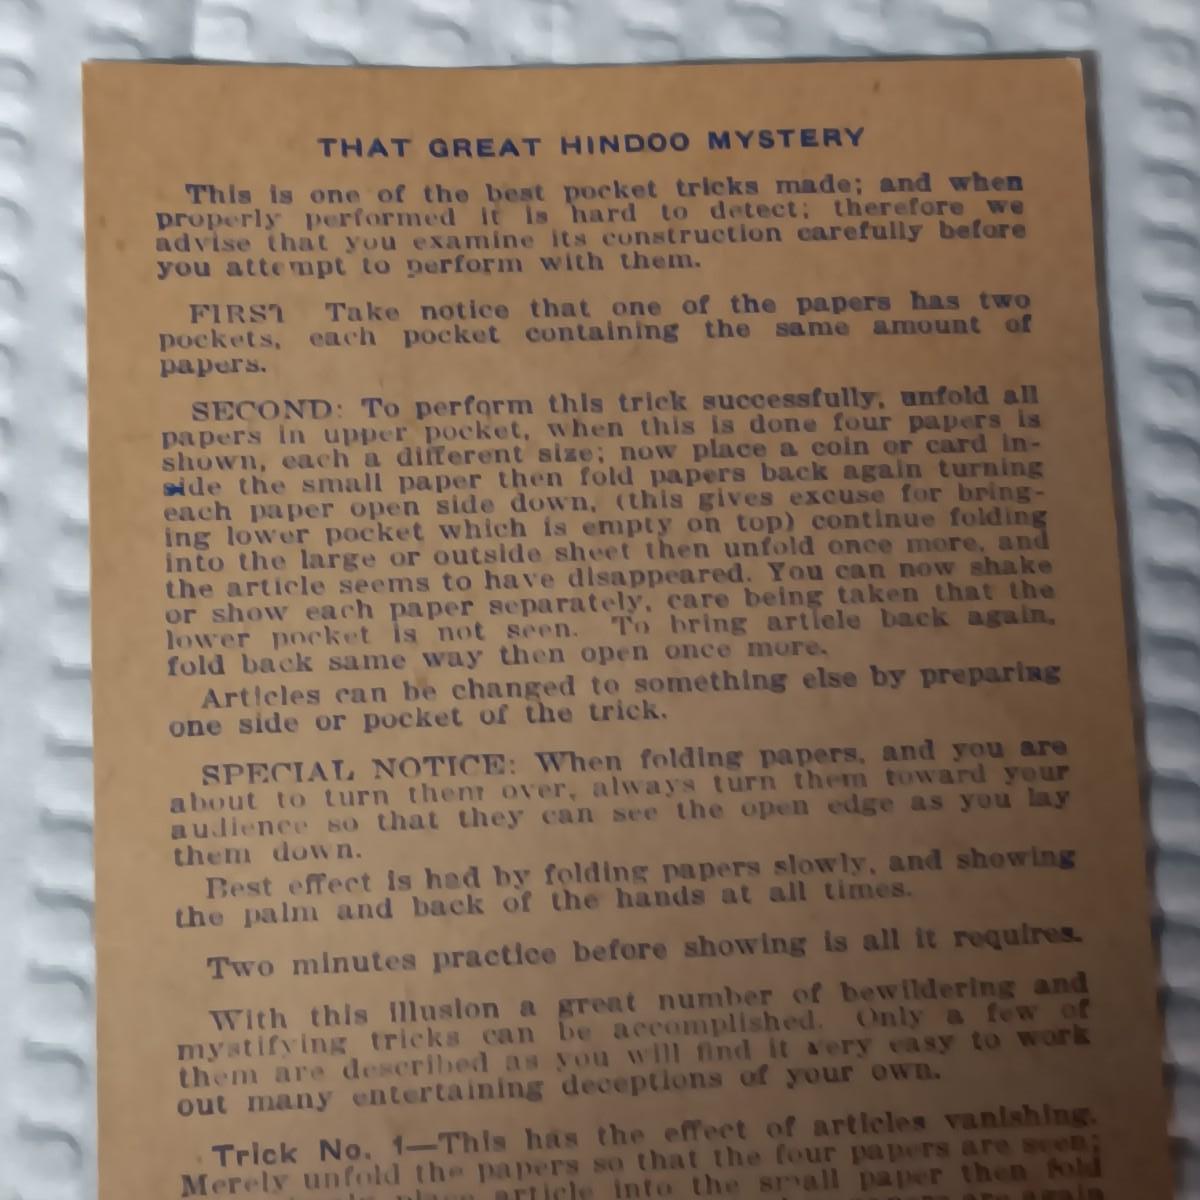 THAT GREAT HINDOO MYSTERY
This is one of the best pocket tricks made; and when
properly performed it is hard to detect; therefore we
advise that you examine its construction carefully before
you attempt to perform with them.
FIRST Take notice that one of the papers has two
pockets, each pocket containing the same amount of
papers.
SECOND: To perform this trick successfully, unfold all
papers in upper pocket, when this is done four papers is
shown, each a different size; now place a coin or card in-
side the small paper then fold papers back again turning
each paper open side down, (this gives excuse for bring-
ing lower pocket which is empty on top) continue folding
into the large or outside sheet then unfold once more, and
the article seems to have disappeared. You can now shake
or show each paper separately, care being taken that the
lower pocket is not seen. To bring article back again,
fold back same way then open once more.
Articles can be changed to something else by preparing
one side or pocket of the trick.
SPECIAL NOTICE: When folding papers, and you are
about to turn them over, always turn them toward your
audience so that they can see the open edge as you lay
them down.
Best effect is had by folding papers slowly, and showing
the palm and back of the hands at all times.
Two minutes practice before showing is all it requires.
With this illusion a great number of bewildering and
mystifying tricks can be accomplished. Only a few of
them are described as you will find it very easy to work
out many entertaining deceptions of your own.
Trick No. 1—This has the effect of articles vanishing.
Merely unfold the papers so that the four papers are seen;
place article into the small paper then fold